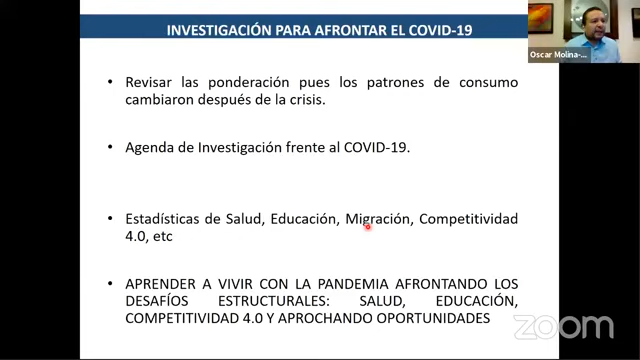 INVESTIGACIÓN PARA AFRONTAR EL COVID-19
Oscar Molina-...
• Revisar las ponderación pues los patrones de consumo
cambiaron después de la crisis.
• Agenda de Investigación frente al COVID-19.
• Estadísticas de Salud, Educación, Migración, Competitividad
4.0, etc
• APRENDER A VIVIR CON LA PANDEMIA AFRONTANDO LOS
DESAFÍOS ESTRUCTURALES: SALUD, EDUCACIÓN,
COMPETITIVIDAD 4.0 Y APROCHANDO OPORTUNIDADES
zoom